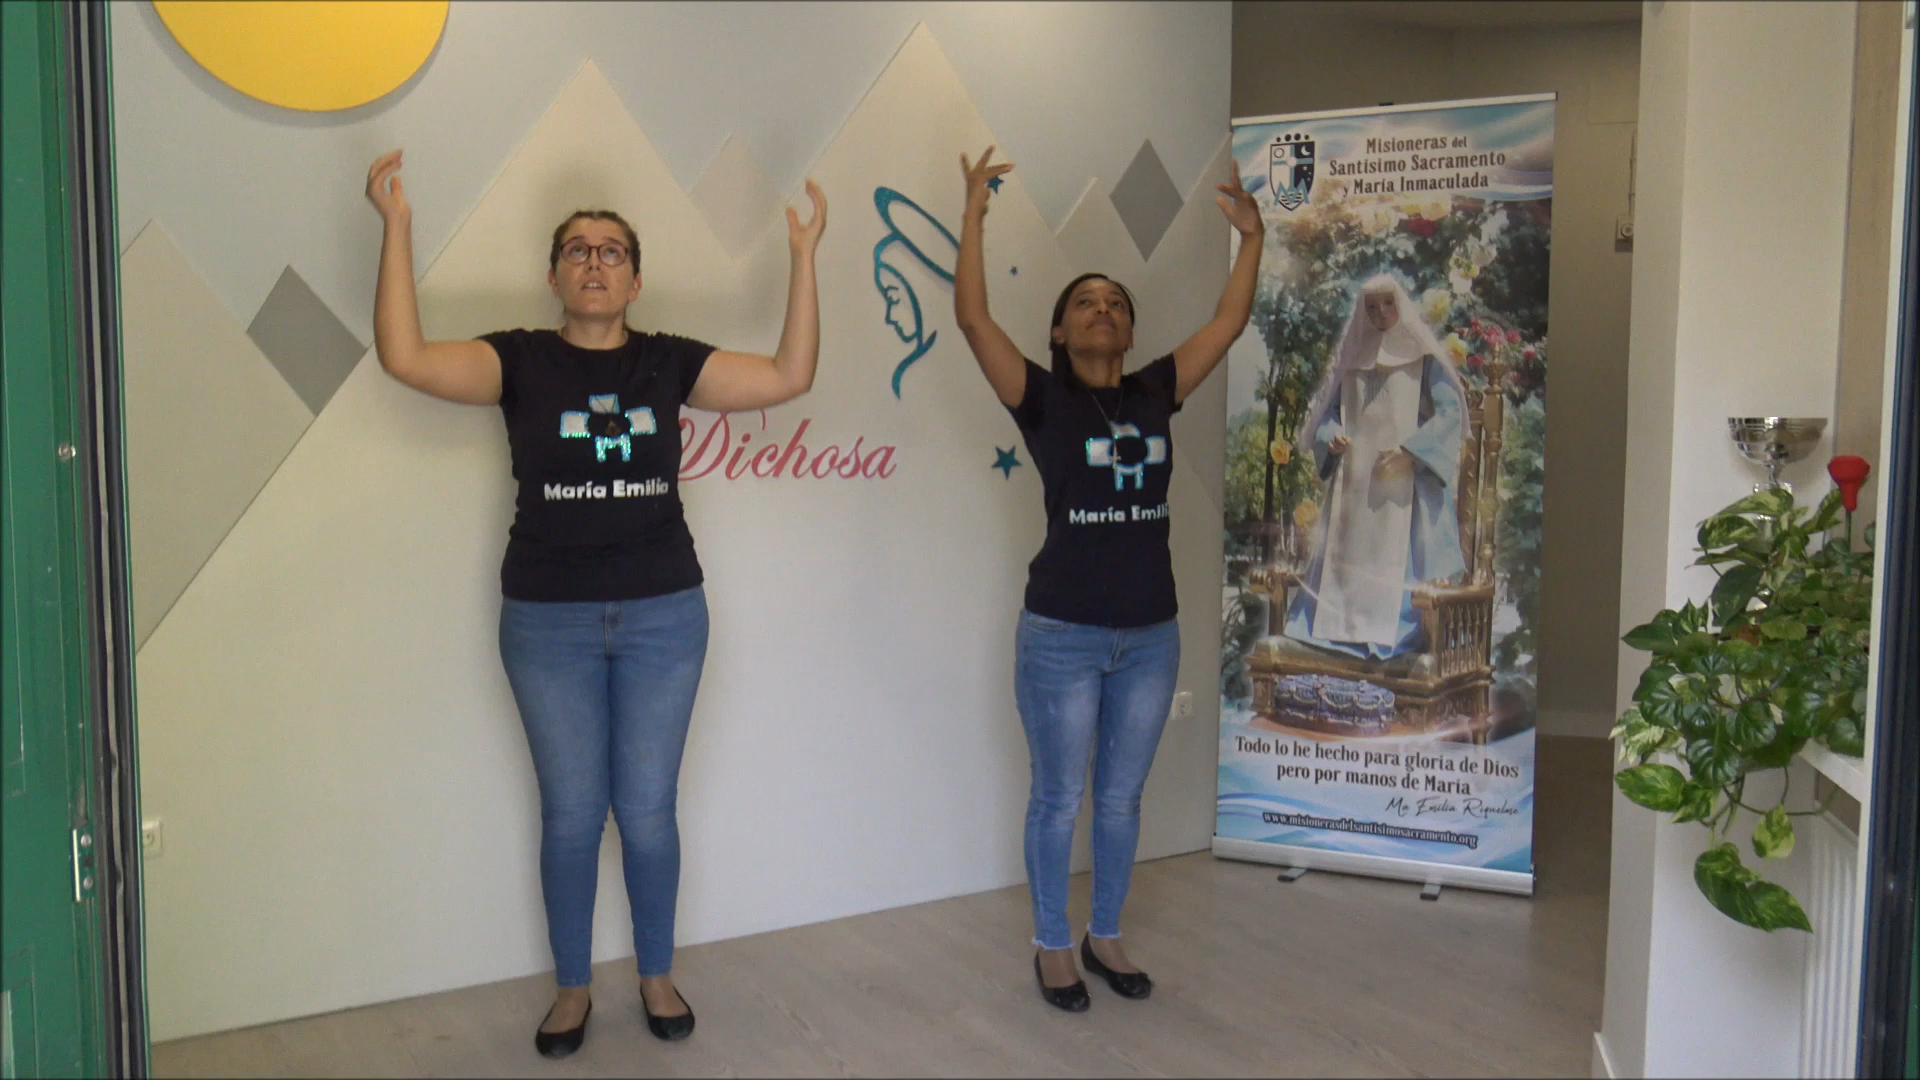 Misioneras del
Santísimo Sacramento
y María Inmaculada
Dichosa
María Emilia
María Emili
Todo lo he hecho para gloria de Dios
pero por manos de María
Mª Emilia Riquelme
www.misionerasdelsantisimosacramento.org